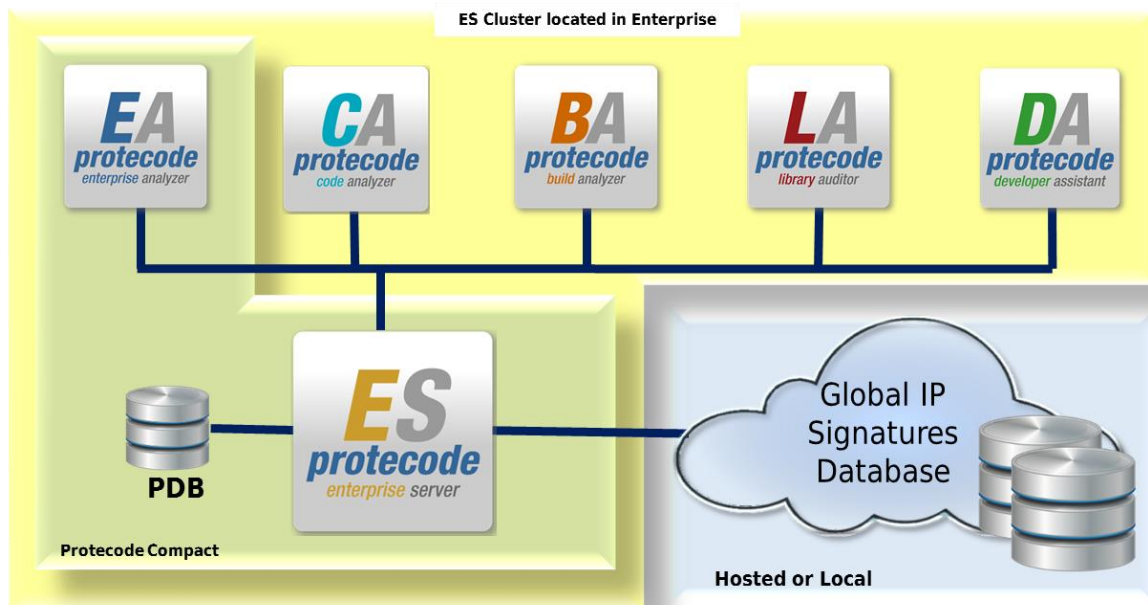 ES Cluster located in Enterprise
EA
protecode
enterprise analyzer
CA
protecode
code analyzer
BA
protecode
build analyzer
LA
protecode
library auditor
DA
protecode
developer assistant
ES
protecode
enterprise server
PDB
Protecode Compact
Global IP
Signatures
Database
Hosted or Local